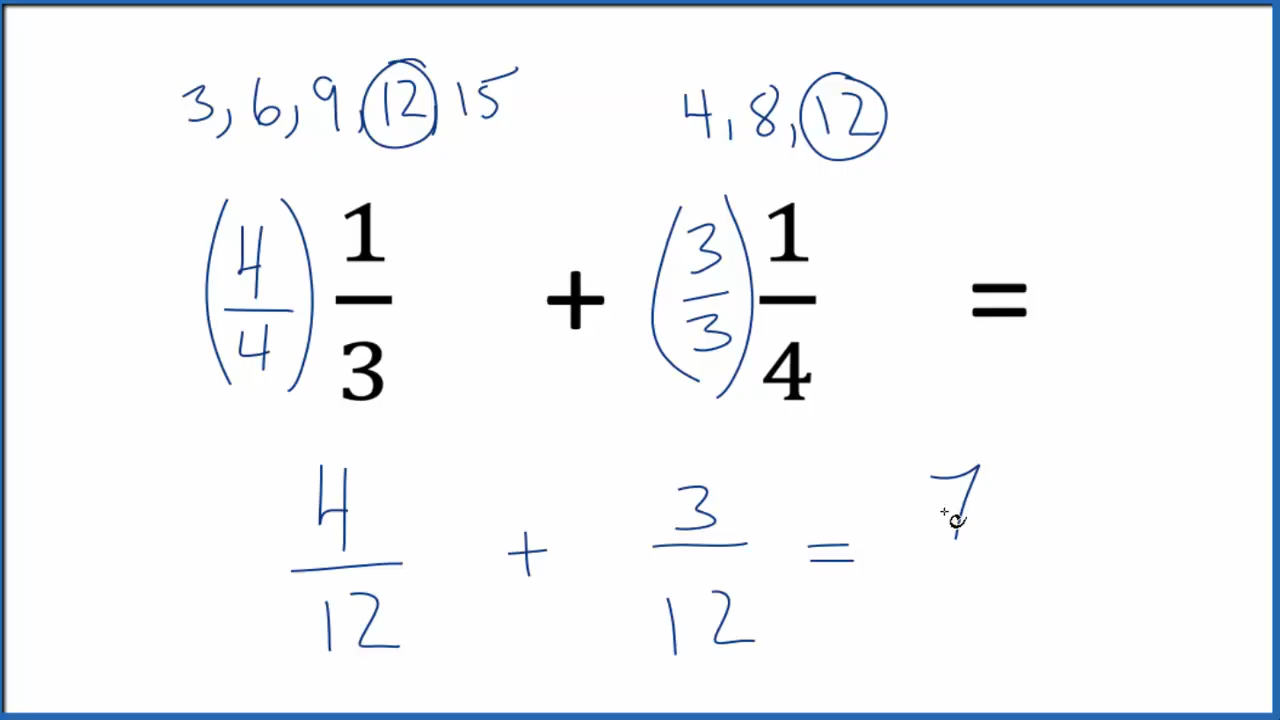 3, 6, 9, 12 15 4, 8, 12
(4/4) 1/3 + (3/3) 1/4 =
4/12 + 3/12 = 7